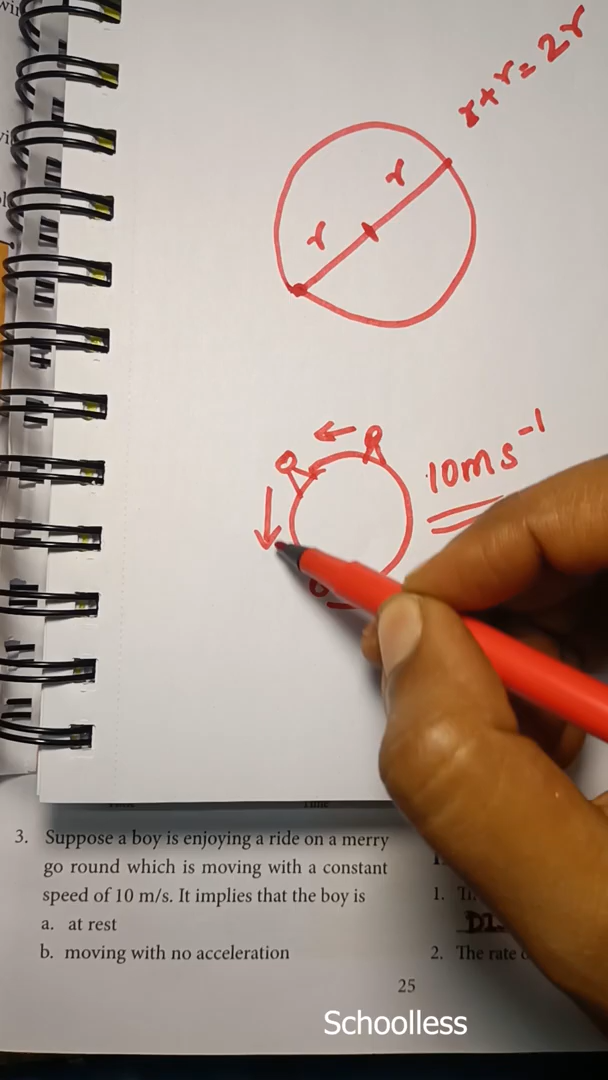 r+r=2r
r
r
10ms⁻¹
3. Suppose a boy is enjoying a ride on a merry
go round which is moving with a constant
speed of 10 m/s. It implies that the boy is
a. at rest
b. moving with no acceleration
1.
2. The rate
25
Schoolless